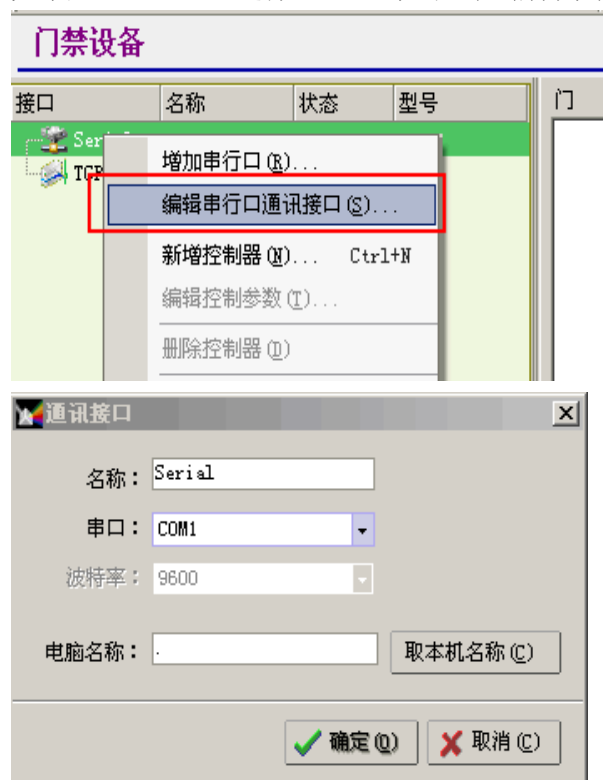 门禁设备
接口 名称 状态 型号 门
增加串行口(R)...
TCP
编辑串行口通讯接口(S)...
新增控制器(N)... Ctrl+N
编辑控制参数(T)...
删除控制器(D)
通讯接口
名称：Serial
串口：COM1
波特率：9600
电脑名称：. 取本机名称(C)
确定(O) 取消(C)